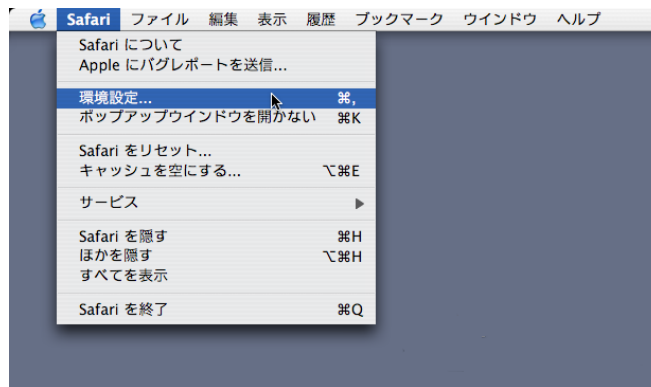 Safari ファイル 編集 表示 履歴 ブックマーク ウインドウ ヘルプ
Safari について
Apple にバグレポートを送信...
環境設定... ⌘,
ポップアップウインドウを開かない ⌘K
Safari をリセット...
キャッシュを空にする... ⌥⌘E
サービス
Safari を隠す ⌘H
ほかを隠す ⌥⌘H
すべてを表示
Safari を終了 ⌘Q